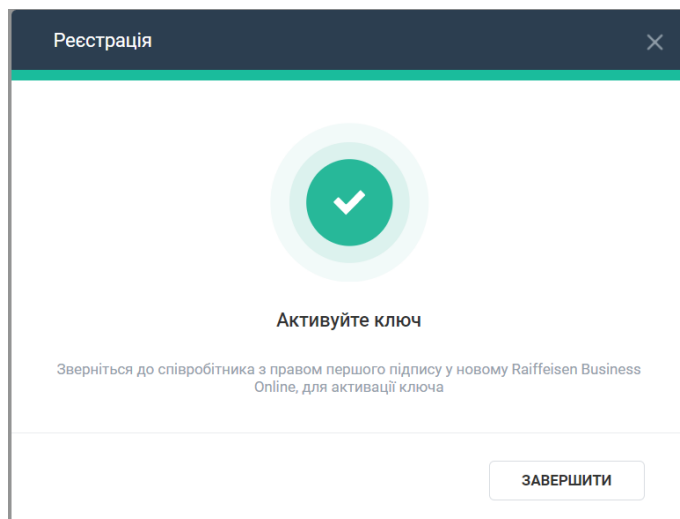 Реєстрація
Активуйте ключ
Зверніться до співробітника з правом першого підпису у новому Raiffeisen Business
Online, для активації ключа
ЗАВЕРШИТИ